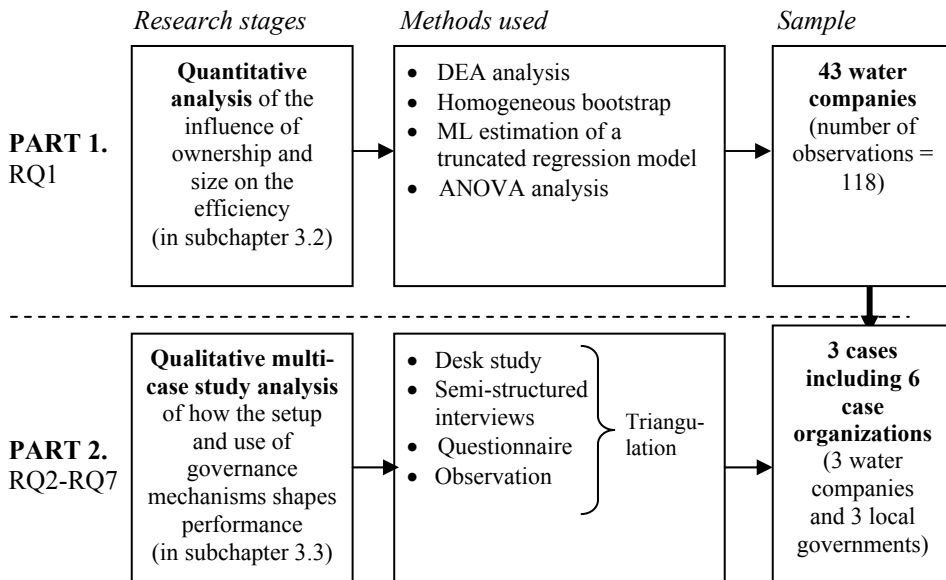 Research stages
Methods used
Sample
PART 1.
RQ1
Quantitative
analysis of the
influence of
ownership and
size on the
efficiency
(in subchapter 3.2)
• DEA analysis
• Homogeneous bootstrap
• ML estimation of a
truncated regression model
• ANOVA analysis
43 water
companies
(number of
observations =
118)
PART 2.
RQ2-RQ7
Qualitative multi-
case study analysis
of how the setup
and use of
governance
mechanisms shapes
performance
(in subchapter 3.3)
• Desk study
• Semi-structured
interviews
• Questionnaire
• Observation
Triangu-
lation
3 cases
including 6
case
organizations
(3 water
companies
and 3 local
governments)